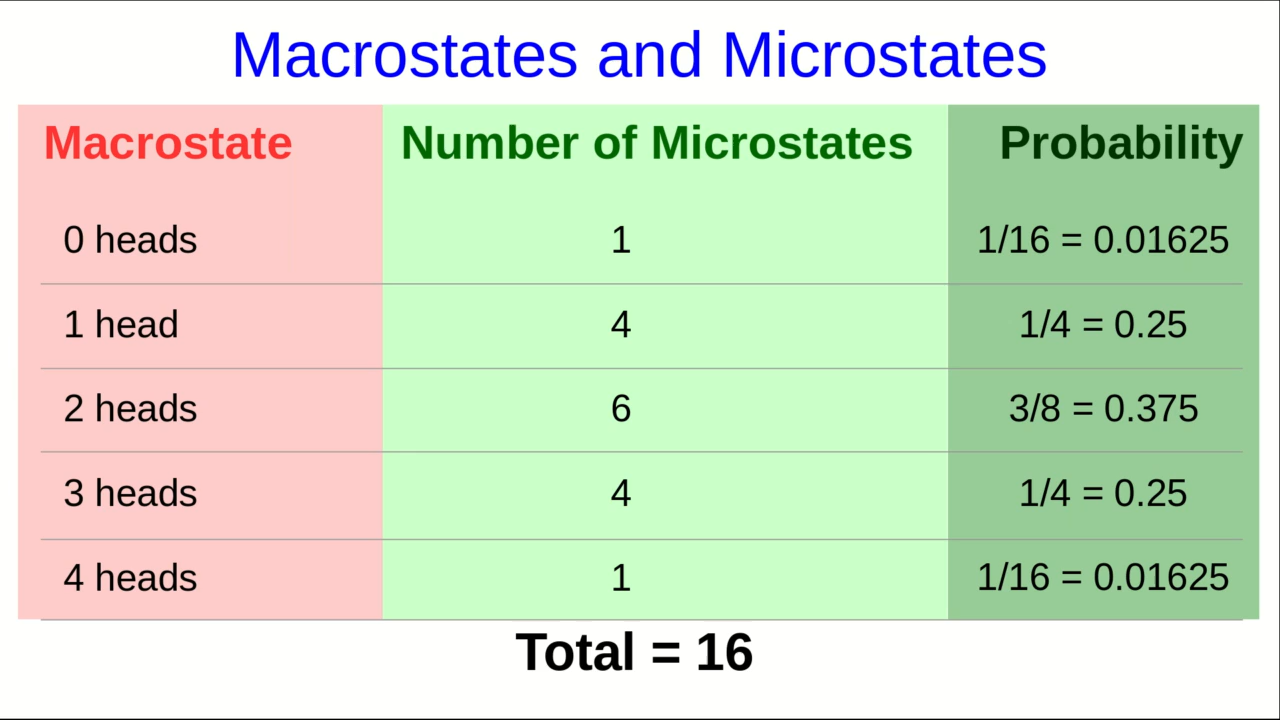 Macrostates and Microstates
Macrostate Number of Microstates Probability
0 heads 1 1/16 = 0.01625
1 head 4 1/4 = 0.25
2 heads 6 3/8 = 0.375
3 heads 4 1/4 = 0.25
4 heads 1 1/16 = 0.01625
Total = 16